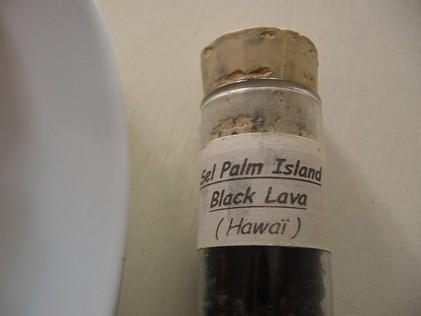 Sel Palm Island
Black Lava
( Hawaï )